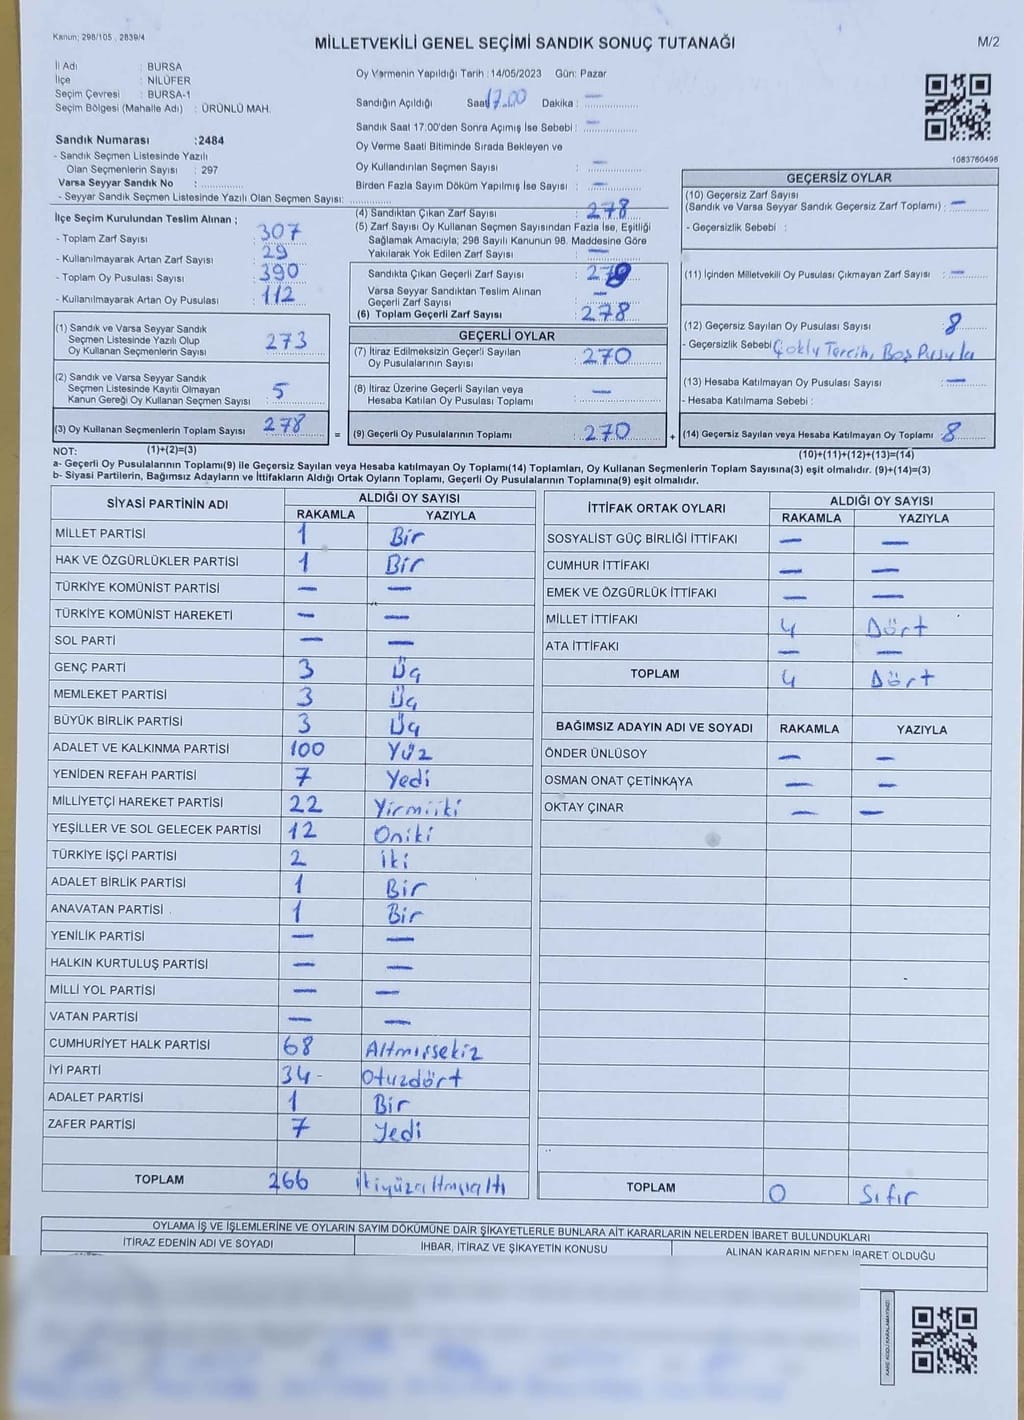 Kanun; 298/105 , 2839/4
MİLLETVEKİLİ GENEL SEÇİMİ SANDIK SONUÇ TUTANAĞI
M/2
İl Adı : BURSA
İlçe : NİLÜFER
Seçim Çevresi : BURSA-1
Seçim Bölgesi (Mahalle Adı) : ÜRÜNLÜ MAH.
Sandık Numarası :2484
- Sandık Seçmen Listesinde Yazılı
Olan Seçmenlerin Sayısı : 297
Varsa Seyyar Sandık No :
- Seyyar Sandık Seçmen Listesinde Yazılı Olan Seçmen Sayısı:
Oy Vermenin Yapıldığı Tarih : 14/05/2023 Gün: Pazar
Sandığın Açıldığı Saat 17.00 Dakika : —
Sandık Saat 17.00'den Sonra Açımış İse Sebebi : —
Oy Verme Saati Bitiminde Sırada Bekleyen ve
Oy Kullandırılan Seçmen Sayısı : —
Birden Fazla Sayım Döküm Yapılmış İse Sayısı : —
1083760496
İlçe Seçim Kurulundan Teslim Alınan ;
- Toplam Zarf Sayısı : 307
- Kullanılmayarak Artan Zarf Sayısı : 29
- Toplam Oy Pusulası Sayısı : 390
- Kullanılmayarak Artan Oy Pusulası : 112
(1) Sandık ve Varsa Seyyar Sandık
Seçmen Listesinde Yazılı Olup
Oy Kullanan Seçmenlerin Sayısı : 273
(2) Sandık ve Varsa Seyyar Sandık
Seçmen Listesinde Kayıtlı Olmayan
Kanun Gereği Oy Kullanan Seçmen Sayısı : 5
(3) Oy Kullanan Seçmenlerin Toplam Sayısı : 278
(4) Sandıktan Çıkan Zarf Sayısı : 278
(5) Zarf Sayısı Oy Kullanan Seçmen Sayısından Fazla İse, Eşitliği
Sağlamak Amacıyla; 298 Sayılı Kanunun 98. Maddesine Göre
Yakılarak Yok Edilen Zarf Sayısı : —
Sandıkta Çıkan Geçerli Zarf Sayısı : 278
Varsa Seyyar Sandıktan Teslim Alınan
Geçerli Zarf Sayısı : —
(6) Toplam Geçerli Zarf Sayısı : 278
GEÇERLİ OYLAR
(7) İtiraz Edilmeksizin Geçerli Sayılan
Oy Pusulalarının Sayısı : 270
(8) İtiraz Üzerine Geçerli Sayılan veya
Hesaba Katılan Oy Pusulası Toplamı : —
= (9) Geçerli Oy Pusulalarının Toplamı : 270
GEÇERSİZ OYLAR
(10) Geçersiz Zarf Sayısı
(Sandık ve Varsa Seyyar Sandık Geçersiz Zarf Toplamı) : —
- Geçersizlik Sebebi :
(11) İçinden Milletvekili Oy Pusulası Çıkmayan Zarf Sayısı : —
(12) Geçersiz Sayılan Oy Pusulası Sayısı : 8
- Geçersizlik Sebebi Çoklu Tercih, Boş Pusula
(13) Hesaba Katılmayan Oy Pusulası Sayısı : —
- Hesaba Katılmama Sebebi :
+ (14) Geçersiz Sayılan veya Hesaba Katılmayan Oy Toplamı : 8
NOT: (1)+(2)=(3)
(10)+(11)+(12)+(13)=(14)
a- Geçerli Oy Pusulalarının Toplamı(9) ile Geçersiz Sayılan veya Hesaba katılmayan Oy Toplamı(14) Toplamları, Oy Kullanan Seçmenlerin Toplam Sayısına(3) eşit olmalıdır. (9)+(14)=(3)
b- Siyasi Partilerin, Bağımsız Adayların ve İttifakların Aldığı Ortak Oyların Toplamı, Geçerli Oy Pusulalarının Toplamına(9) eşit olmalıdır.
SİYASİ PARTİNİN ADI ALDIĞI OY SAYISI
RAKAMLA YAZIYLA
MİLLET PARTİSİ 1 Bir
HAK VE ÖZGÜRLÜKLER PARTİSİ 1 Bir
TÜRKİYE KOMÜNİST PARTİSİ — —
TÜRKİYE KOMÜNİST HAREKETİ — —
SOL PARTİ — —
GENÇ PARTİ 3 Üç
MEMLEKET PARTİSİ 3 Üç
BÜYÜK BİRLİK PARTİSİ 3 Üç
ADALET VE KALKINMA PARTİSİ 100 Yüz
YENİDEN REFAH PARTİSİ 7 Yedi
MİLLİYETÇİ HAREKET PARTİSİ 22 Yirmiiki
YEŞİLLER VE SOL GELECEK PARTİSİ 12 Oniki
TÜRKİYE İŞÇİ PARTİSİ 2 İki
ADALET BİRLİK PARTİSİ 1 Bir
ANAVATAN PARTİSİ 1 Bir
YENİLİK PARTİSİ — —
HALKIN KURTULUŞ PARTİSİ — —
MİLLİ YOL PARTİSİ — —
VATAN PARTİSİ — —
CUMHURİYET HALK PARTİSİ 68 Altmışsekiz
İYİ PARTİ 34 - Otuzdört
ADALET PARTİSİ 1 Bir
ZAFER PARTİSİ 7 Yedi
TOPLAM 266 ikiyüzaltmışaltı
İTTİFAK ORTAK OYLARI ALDIĞI OY SAYISI
RAKAMLA YAZIYLA
SOSYALİST GÜÇ BİRLİĞİ İTTİFAKI — —
CUMHUR İTTİFAKI — —
EMEK VE ÖZGÜRLÜK İTTİFAKI — —
MİLLET İTTİFAKI 4 Dört
ATA İTTİFAKI — —
TOPLAM 4 Dört
BAĞIMSIZ ADAYIN ADI VE SOYADI RAKAMLA YAZIYLA
ÖNDER ÜNLÜSOY — —
OSMAN ONAT ÇETİNKAYA — —
OKTAY ÇINAR — —
TOPLAM 0 Sıfır
OYLAMA İŞ VE İŞLEMLERİNE VE OYLARIN SAYIM DÖKÜMÜNE DAİR ŞİKAYETLERLE BUNLARA AİT KARARLARIN NELERDEN İBARET BULUNDUKLARI
İTİRAZ EDENİN ADI VE SOYADI İHBAR, İTİRAZ VE ŞİKAYETİN KONUSU ALINAN KARARIN NEDEN İBARET OLDUĞU
KARE KODU KARALAMAYINIZ!